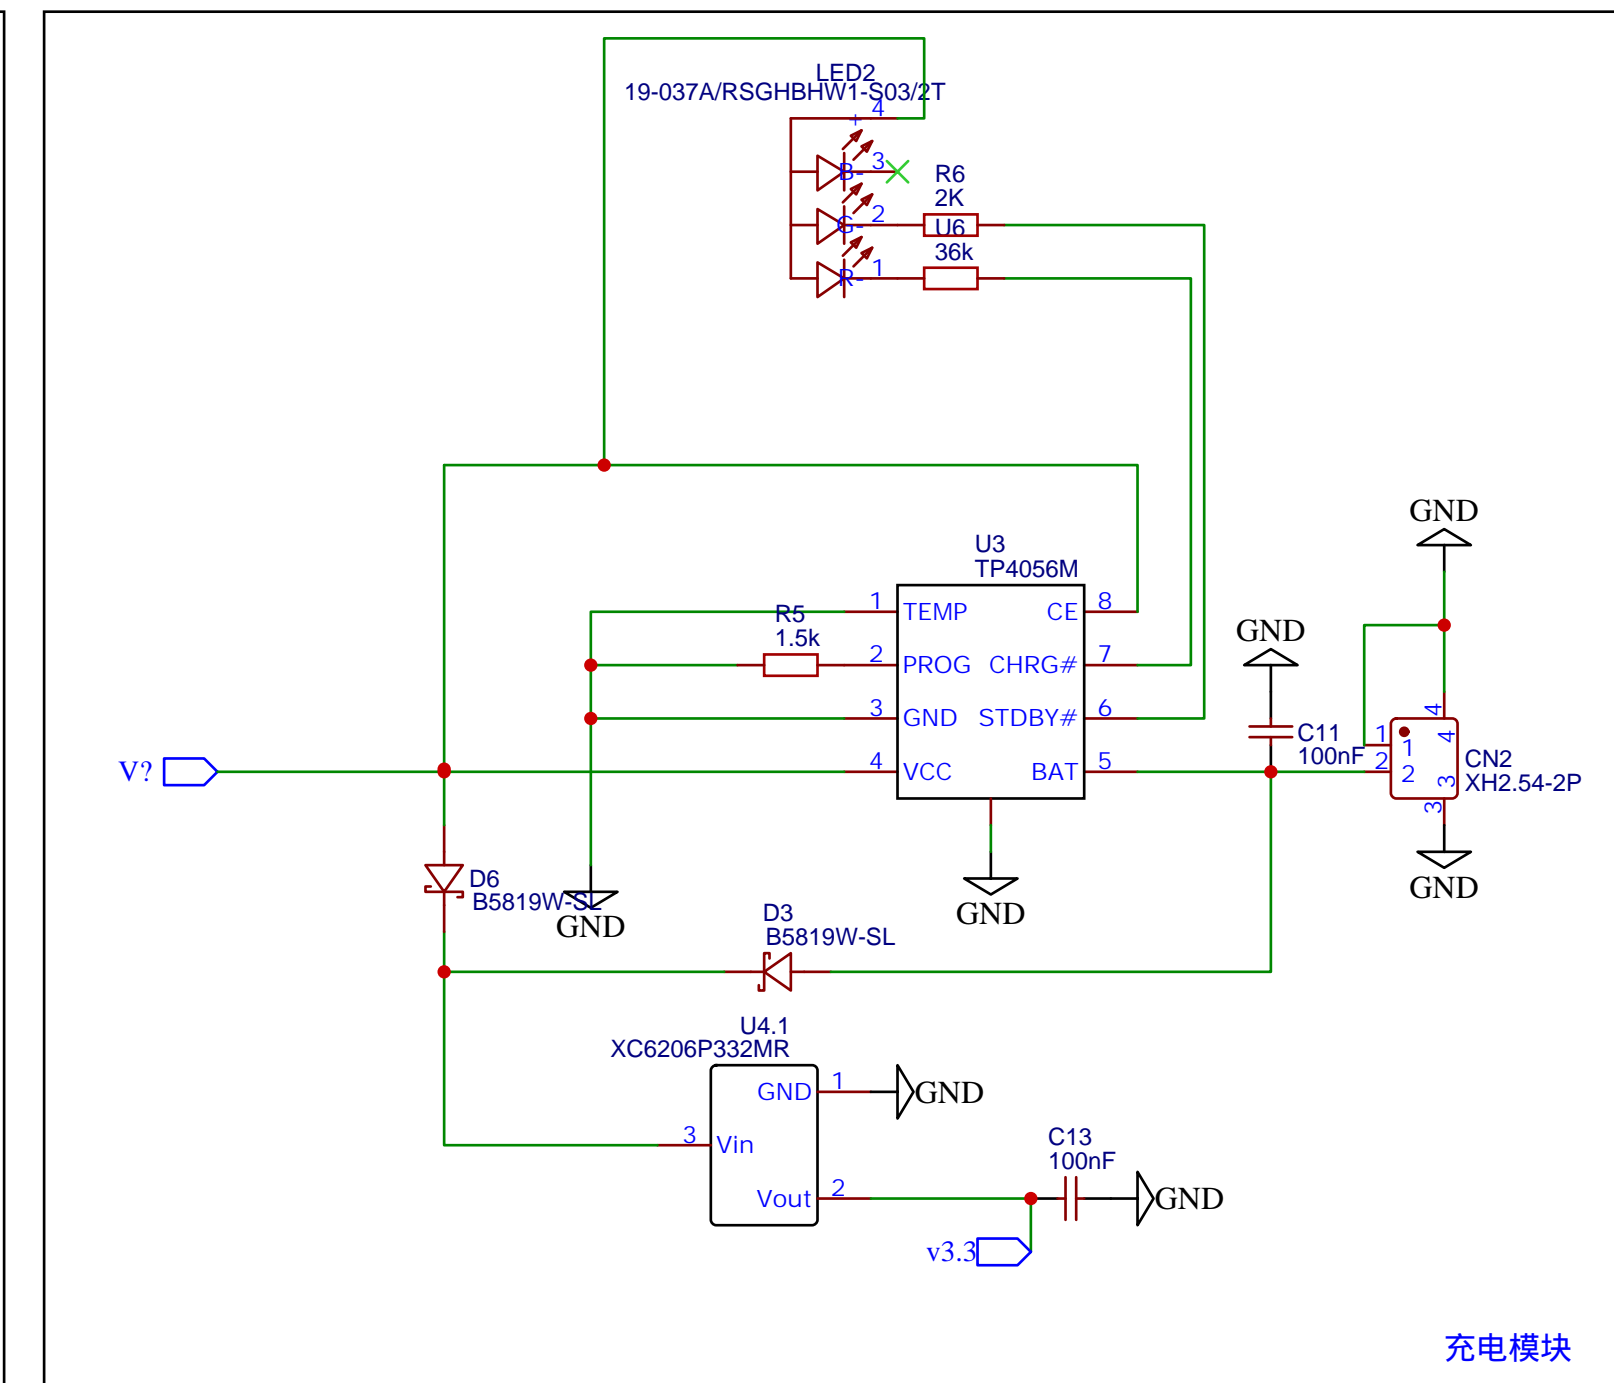 LED2
19-037A/RSGHBHW1-S03/2T
4
+
3
B-
R6
2K
2
G-
U6
36k
1
R-
GND
U3
TP4056M
1
TEMP
CE
8
R5
1.5k
2
PROG
CHRG#
7
GND
3
GND
STDBY#
6
4
4
C11
100nF
1
1
V?
4
VCC
BAT
5
2
2
CN2
XH2.54-2P
3
3
D6
B5819W-SL
GND
GND
GND
D3
B5819W-SL
U4.1
XC6206P332MR
GND
1
GND
3
Vin
C13
100nF
Vout
2
GND
v3.3
充电模块